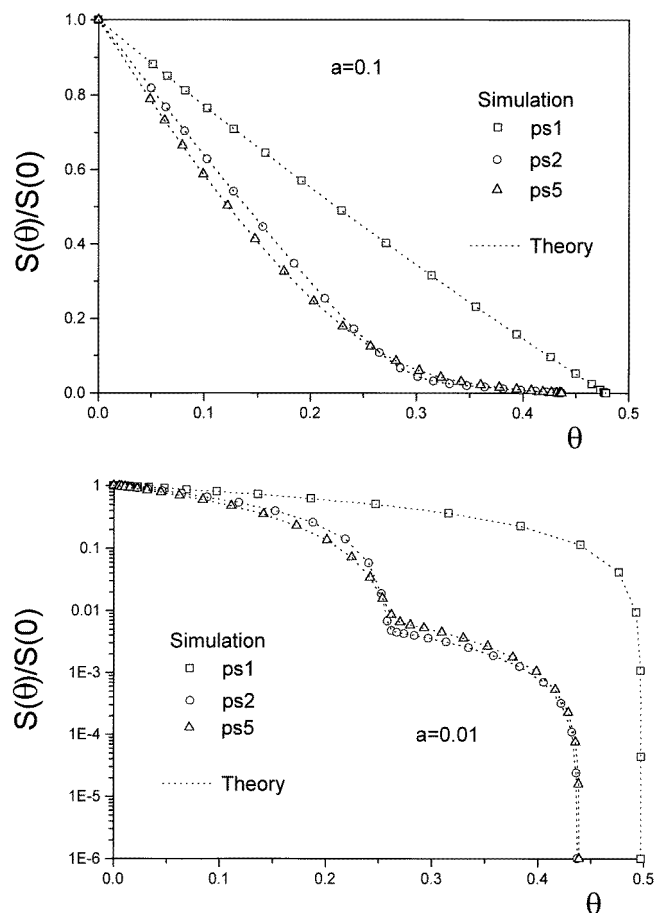 1.0
0.8
0.6
0.4
0.2
0.0
S(θ)/S(0)
a=0.1
Simulation
ps1
ps2
ps5
Theory
0.0 0.1 0.2 0.3 0.4 0.5
θ
1
0.1
0.01
1E-3
1E-4
1E-5
1E-6
S(θ)/S(0)
Simulation
ps1
ps2
ps5
a=0.01
Theory
0.0 0.1 0.2 0.3 0.4 0.5
θ